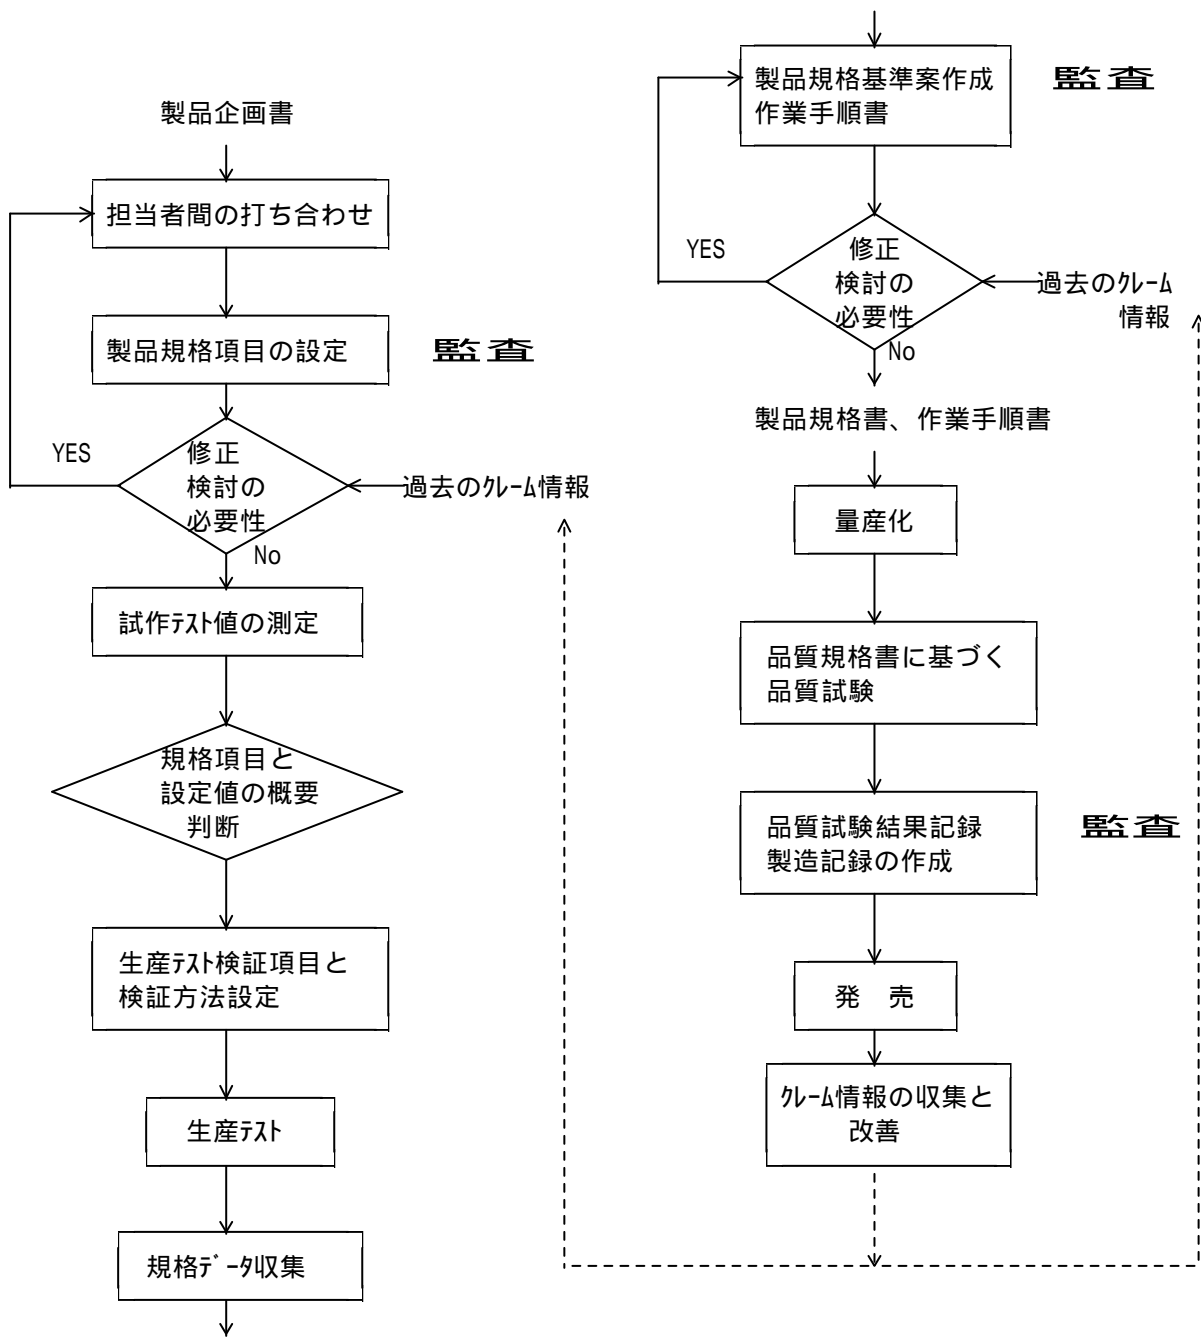 製品企画書
担当者間の打ち合わせ
製品規格項目の設定
監査
YES
修正
検討の
必要性
過去のｸﾚｰﾑ情報
No
試作ﾃｽﾄ値の測定
規格項目と
設定値の概要
判断
生産ﾃｽﾄ検証項目と
検証方法設定
生産ﾃｽﾄ
規格ﾃﾞｰﾀ収集
製品規格基準案作成
作業手順書
監査
YES
修正
検討の
必要性
過去のｸﾚｰﾑ
情報
No
製品規格書、作業手順書
量産化
品質規格書に基づく
品質試験
品質試験結果記録
製造記録の作成
監査
発　売
ｸﾚｰﾑ情報の収集と
改善